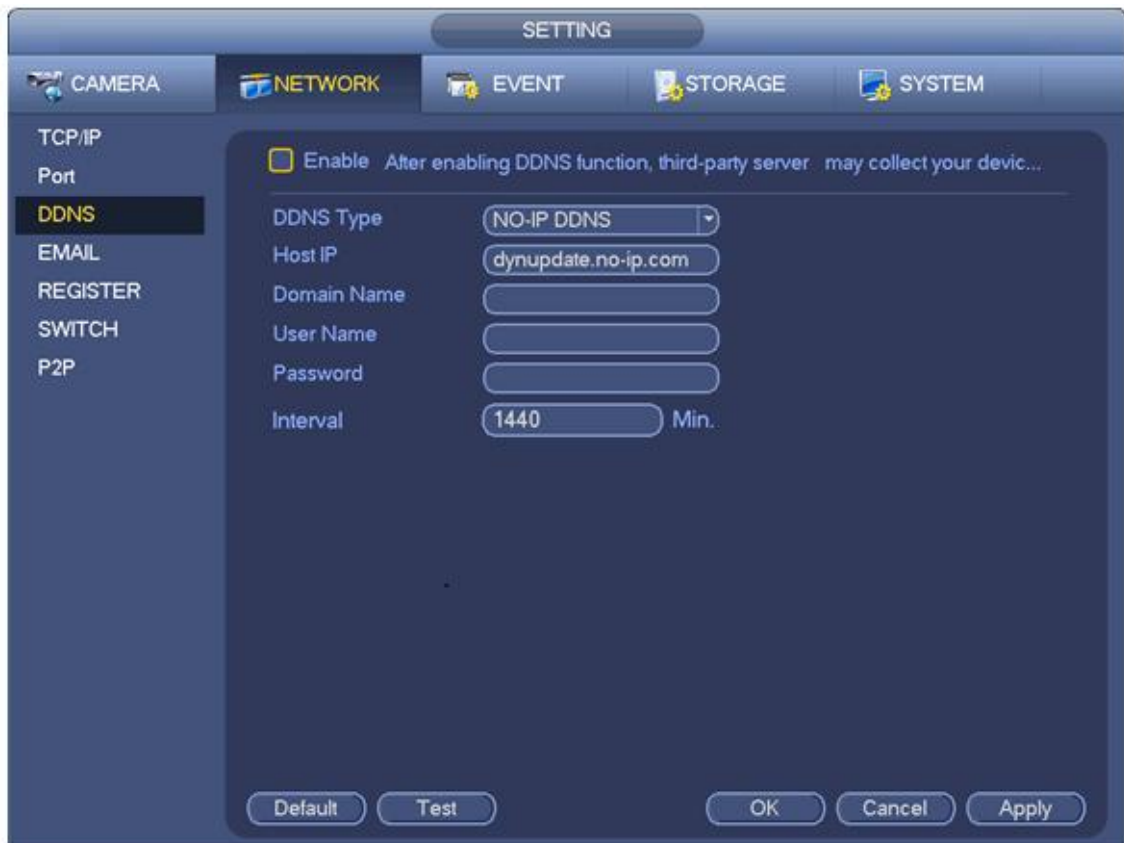 SETTING
CAMERA NETWORK EVENT STORAGE SYSTEM
TCP/IP
Port
DDNS
EMAIL
REGISTER
SWITCH
P2P
Enable After enabling DDNS function, third-party server may collect your devic...
DDNS Type NO-IP DDNS
Host IP dynupdate.no-ip.com
Domain Name
User Name
Password
Interval 1440 Min.
Default Test OK Cancel Apply